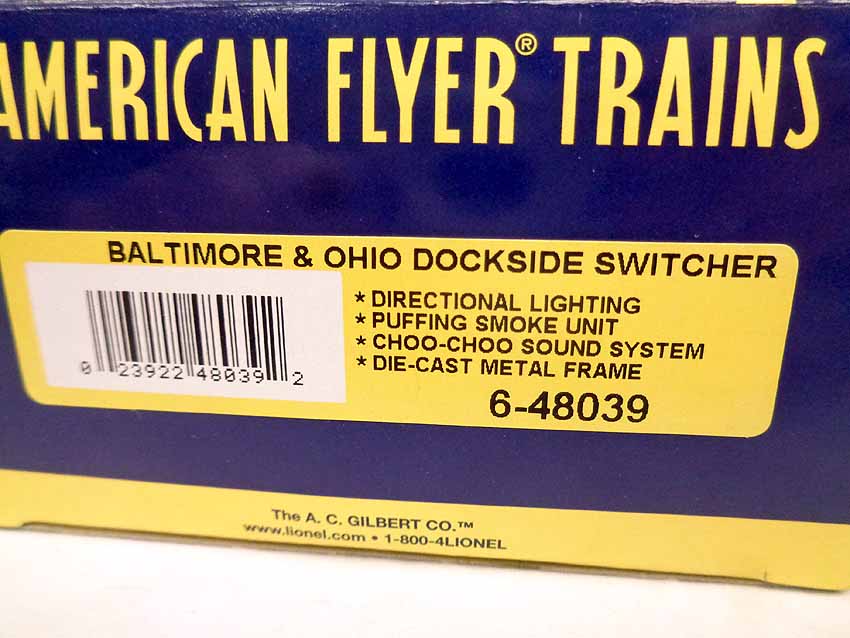 AMERICAN FLYER® TRAINS
BALTIMORE & OHIO DOCKSIDE SWITCHER
* DIRECTIONAL LIGHTING
* PUFFING SMOKE UNIT
* CHOO-CHOO SOUND SYSTEM
* DIE-CAST METAL FRAME
0 23922 48039 2
6-48039
The A. C. GILBERT CO.™
www.lionel.com • 1-800-4LIONEL